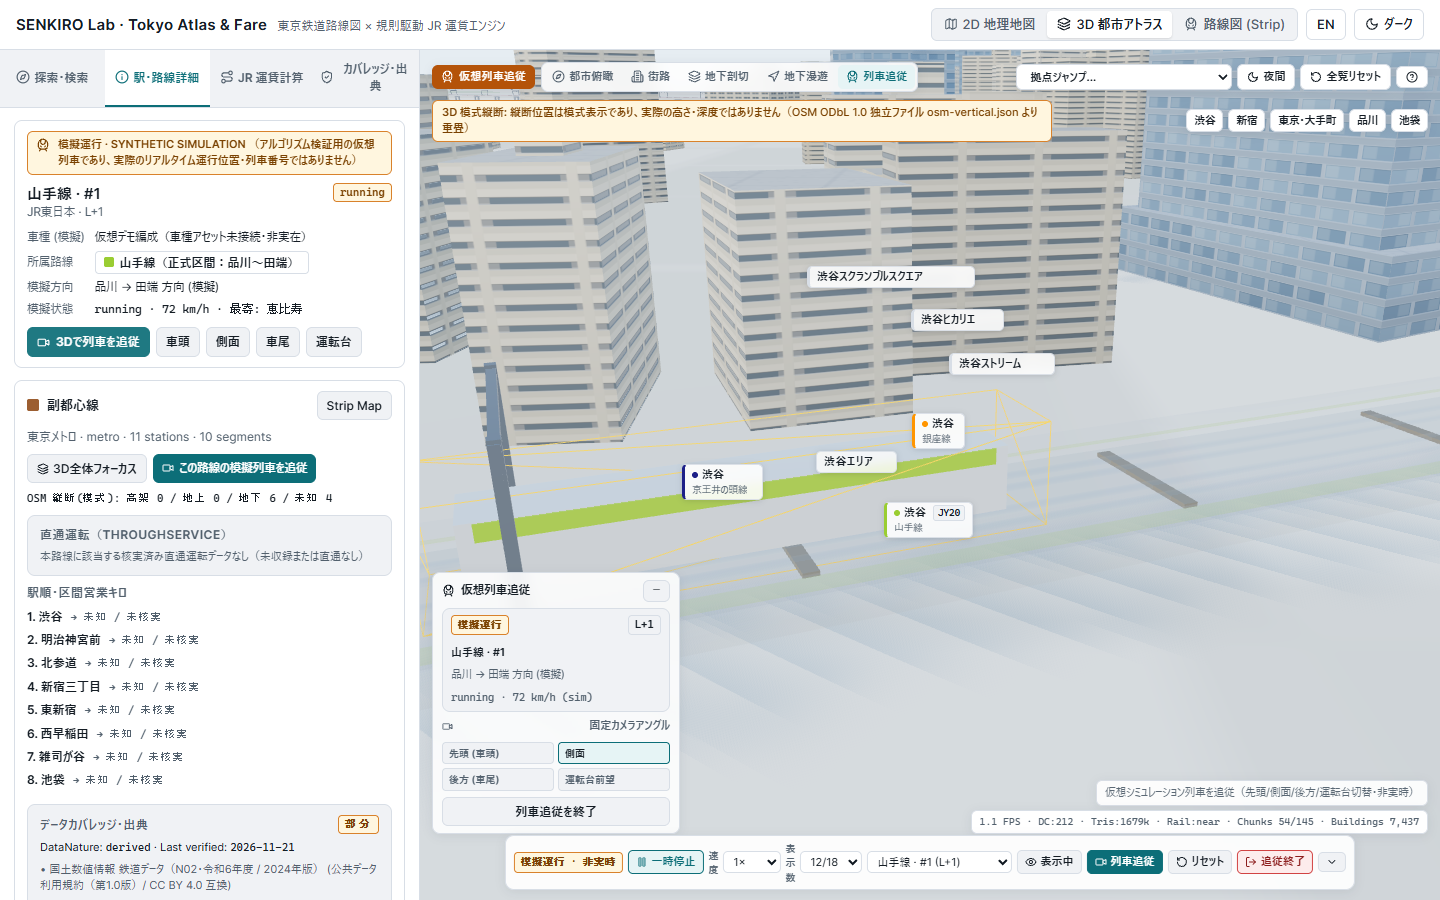 SENKIRO Lab · Tokyo Atlas & Fare 東京鉄道路線図 × 規則駆動 JR 運賃エンジン
2D 地理地図 3D 都市アトラス 路線図 (Strip) EN ダーク
探索・検索 駅・路線詳細 JR 運賃計算 カバレッジ・出典
仮想列車追従 都市俯瞰 街路 地下剖切 地下漫遊 列車追従
拠点ジャンプ... 夜間 全覧リセット
3D 模式縦断: 縦断位置は模式表示であり、実際の高さ・深度ではありません（OSM ODbL 1.0 独立ファイル osm-vertical.json より
重畳）
渋谷 新宿 東京・大手町 品川 池袋
模擬運行 · SYNTHETIC SIMULATION （アルゴリズム検証用の仮想
列車であり、実際のリアルタイム運行位置・列車番号ではありません）
山手線 · #1 running
JR東日本 · L+1
車種 (模擬) 仮想デモ編成（車種アセット未接続・非実在）
所属路線 山手線（正式区間：品川～田端）
模擬方向 品川 → 田端 方向 (模擬)
模擬状態 running · 72 km/h · 最寄: 恵比寿
3Dで列車を追従 車頭 側面 車尾 運転台
副都心線 Strip Map
東京メトロ · metro · 11 stations · 10 segments
3D全体フォーカス この路線の模擬列車を追従
OSM 縦断(模式): 高架 0 / 地上 0 / 地下 6 / 未知 4
直通運転（THROUGHSERVICE）
本路線に該当する核実済み直通運転データなし（未収録または直通なし）
駅順・区間営業キロ
1. 渋谷 → 未知 / 未核実
2. 明治神宮前 → 未知 / 未核実
3. 北参道 → 未知 / 未核実
4. 新宿三丁目 → 未知 / 未核実
5. 東新宿 → 未知 / 未核実
6. 西早稲田 → 未知 / 未核実
7. 雑司が谷 → 未知 / 未核実
8. 池袋 → 未知 / 未核実
データカバレッジ・出典 部分
DataNature: derived · Last verified: 2026-11-21
• 国土数値情報 鉄道データ（N02・令和6年度 / 2024年版） (公共データ
利用規約（第1.0版）/ CC BY 4.0 互換)
渋谷スクランブルスクエア
渋谷ヒカリエ
渋谷ストリーム
渋谷
銀座線
渋谷エリア
渋谷
京王井の頭線
渋谷 JY20
山手線
仮想列車追従 −
模擬運行 L+1
山手線 · #1
品川 → 田端 方向 (模擬)
running · 72 km/h (sim)
固定カメラアングル
先頭 (車頭) 側面
後方 (車尾) 運転台前望
列車追従を終了
仮想シミュレーション列車を追従（先頭/側面/後方/運転台切替・非実時）
1.1 FPS · DC:212 · Tris:1679k · Rail:near · Chunks 54/145 · Buildings 7,437
模擬運行 · 非実時 一時停止 速度 1× 表示数 12/18 山手線 · #1 (L+1) 表示中 列車追従 リセット 追従終了